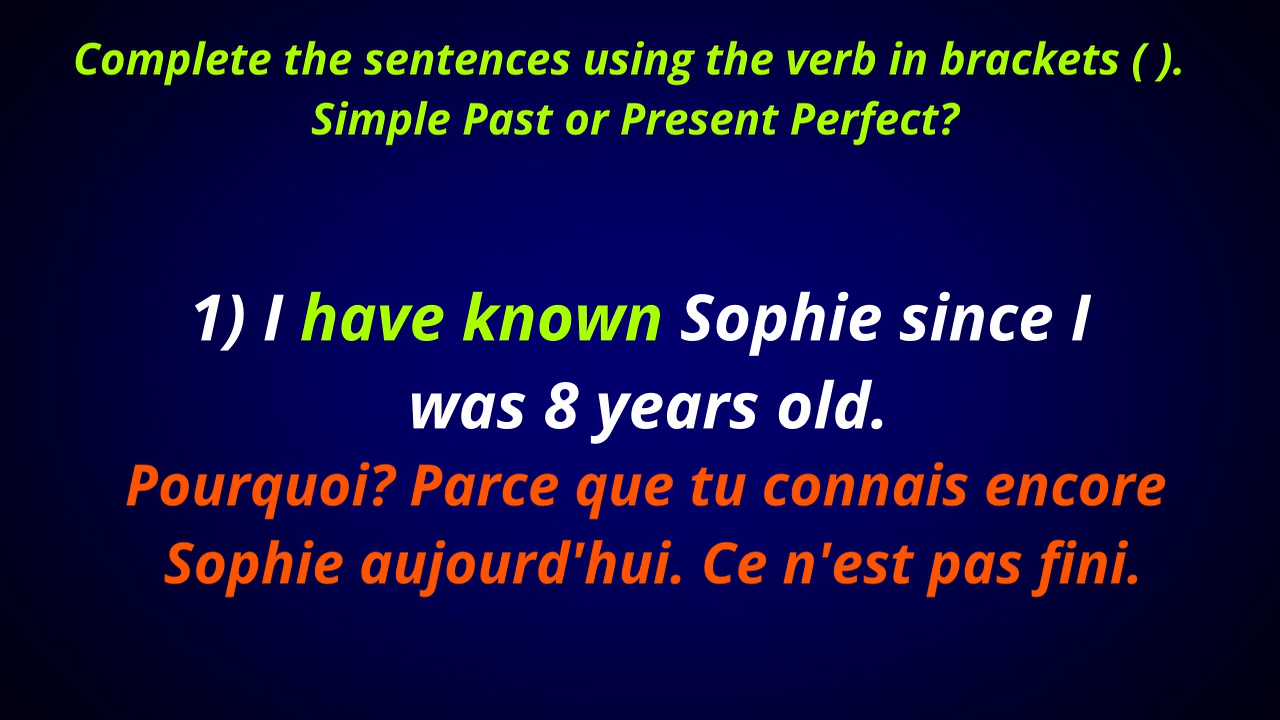 Complete the sentences using the verb in brackets ( ).
Simple Past or Present Perfect?
1) I have known Sophie since I
was 8 years old.
Pourquoi? Parce que tu connais encore
Sophie aujourd'hui. Ce n'est pas fini.